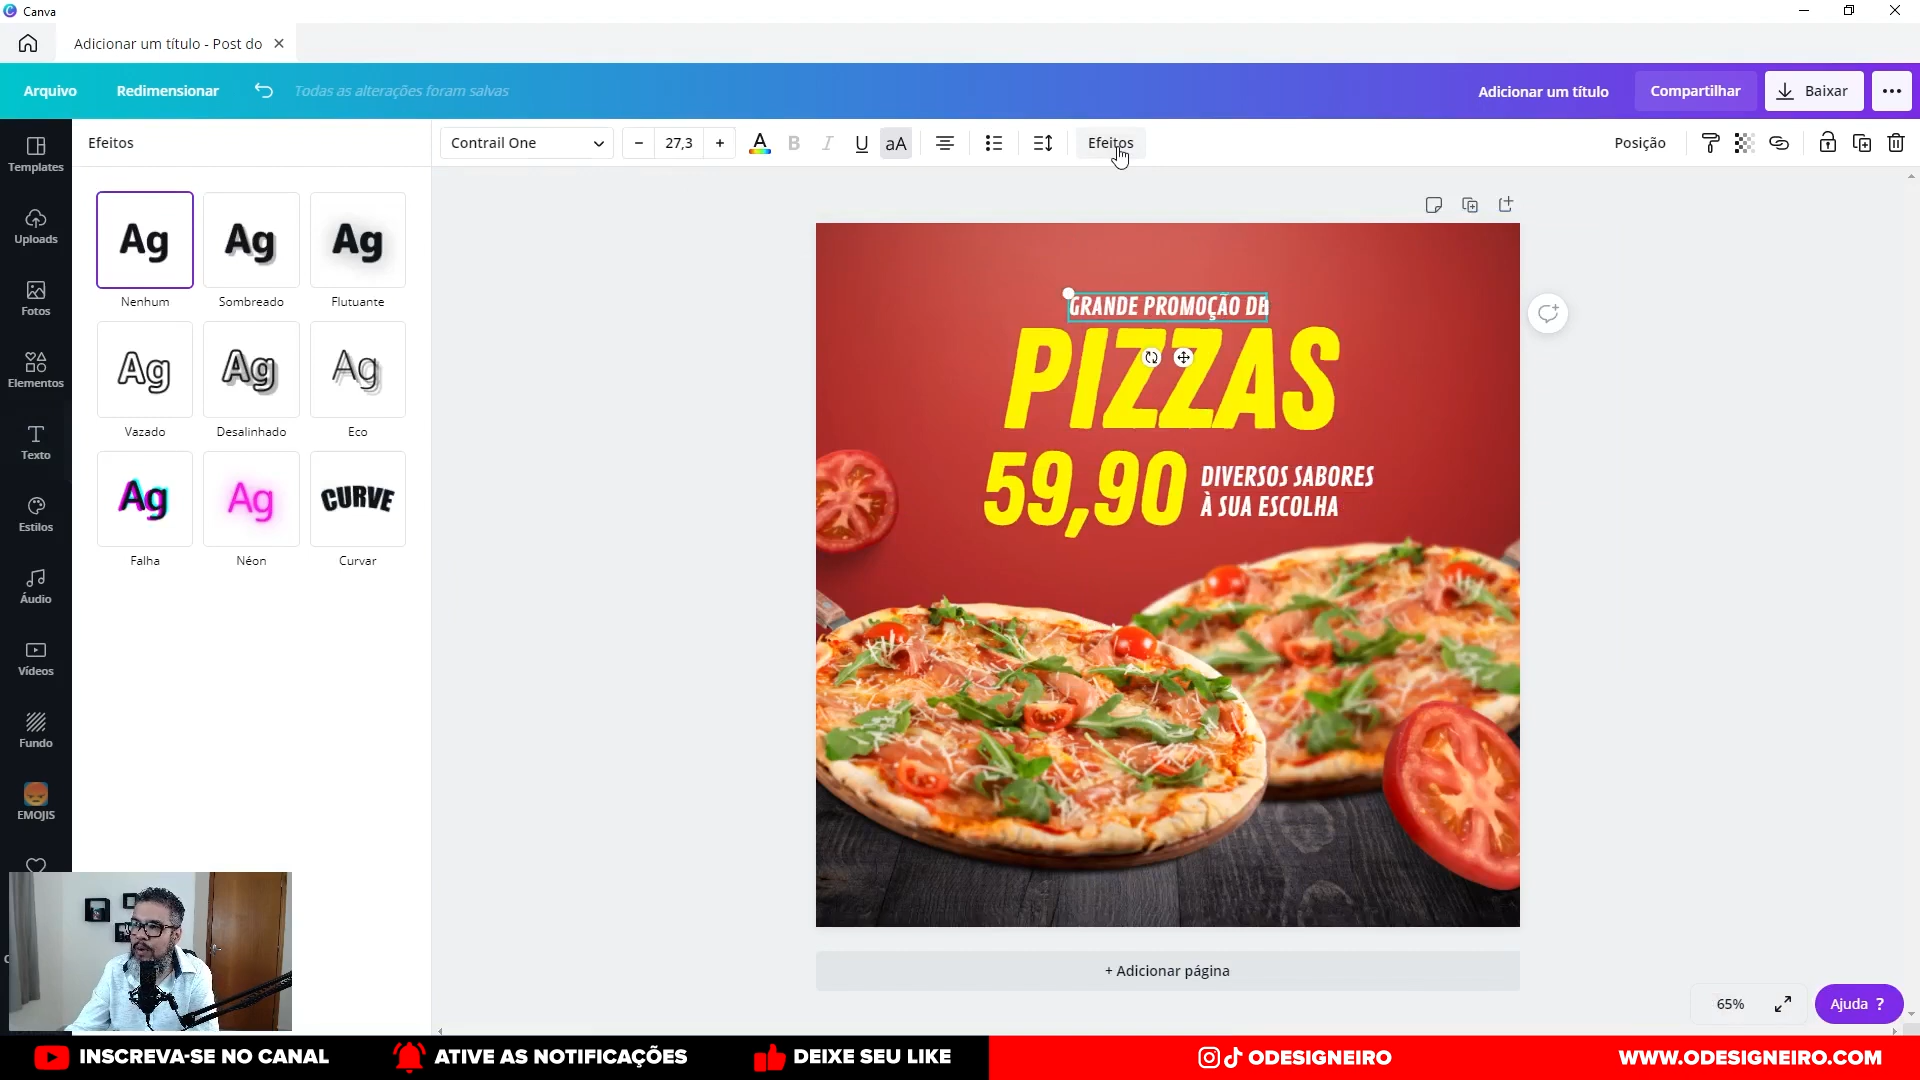 Canva
Adicionar um título - Post do
Arquivo
Redimensionar
Todas as alterações foram salvas
Adicionar um título
Compartilhar
Baixar
Efeitos
Contrail One
27,3
A
B
I
U
aA
Efeitos
Posição
Templates
Uploads
Fotos
Elementos
Texto
Estilos
Áudio
Vídeos
Fundo
EMOJIS
Ag
Ag
Ag
Nenhum
Sombreado
Flutuante
Ag
Ag
Ag
Vazado
Desalinhado
Eco
Ag
Ag
CURVE
Falha
Néon
Curvar
GRANDE PROMOÇÃO DE
PIZZAS
59,90
DIVERSOS SABORES
À SUA ESCOLHA
+ Adicionar página
65%
Ajuda ?
INSCREVA-SE NO CANAL
ATIVE AS NOTIFICAÇÕES
DEIXE SEU LIKE
ODESIGNEIRO
WWW.ODESIGNEIRO.COM